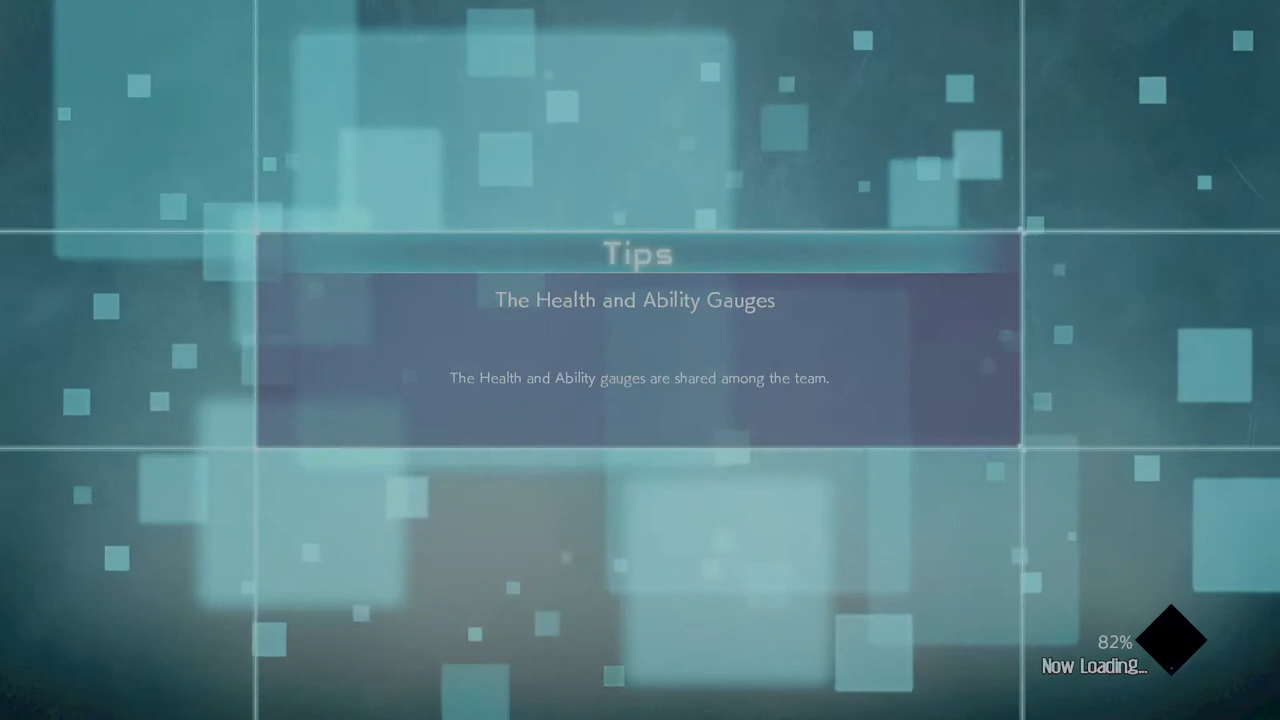 Tips
The Health and Ability Gauges
The Health and Ability gauges are shared among the team.
82%
Now Loading...